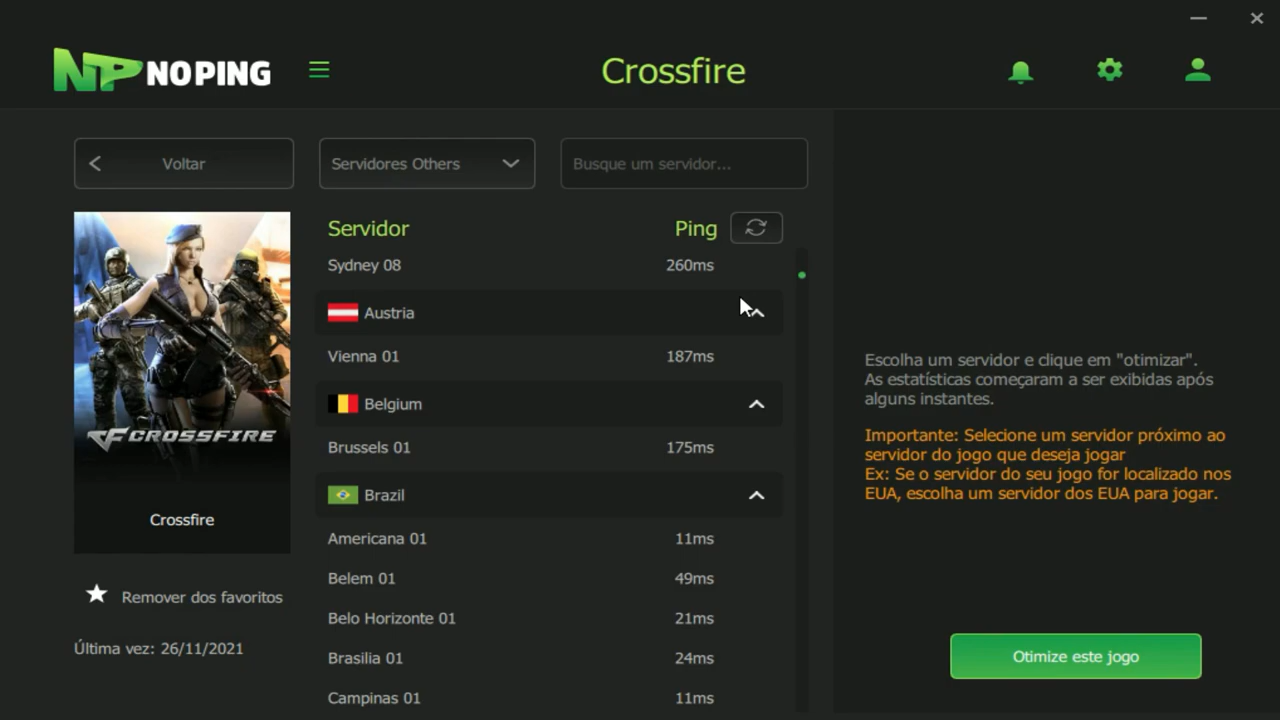 NP NOPING
Crossfire
Voltar
Servidores Others
Busque um servidor...
CF CROSSFIRE
Crossfire
Remover dos favoritos
Última vez: 26/11/2021
Servidor Ping
Sydney 08 260ms
Austria
Vienna 01 187ms
Belgium
Brussels 01 175ms
Brazil
Americana 01 11ms
Belem 01 49ms
Belo Horizonte 01 21ms
Brasilia 01 24ms
Campinas 01 11ms
Escolha um servidor e clique em "otimizar".
As estatísticas começaram a ser exibidas após
alguns instantes.
Importante: Selecione um servidor próximo ao
servidor do jogo que deseja jogar
Ex: Se o servidor do seu jogo for localizado nos
EUA, escolha um servidor dos EUA para jogar.
Otimize este jogo